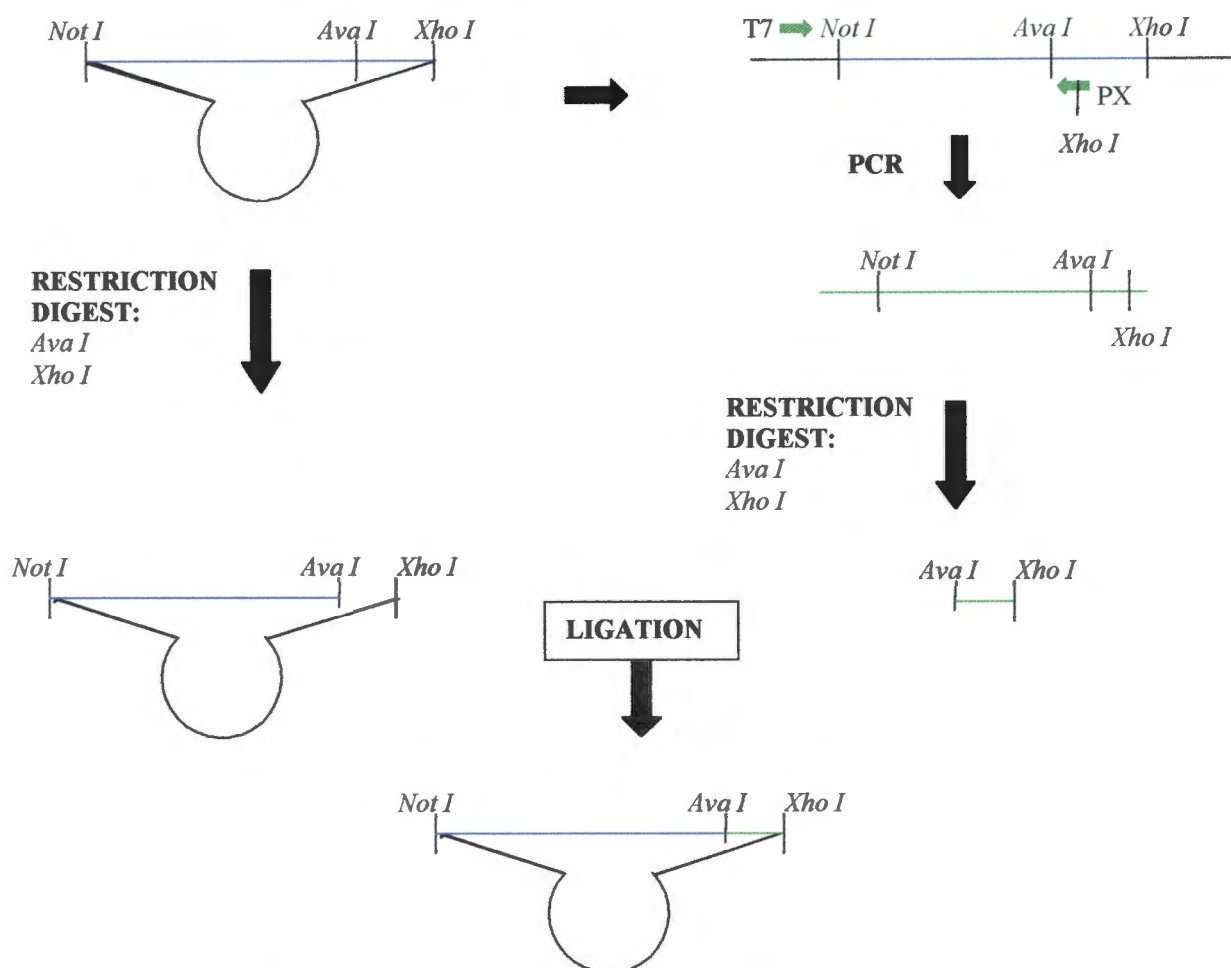 Not I Ava I Xho I
T7 Not I Ava I Xho I
PX
Xho I
PCR
Not I Ava I
Xho I
RESTRICTION
DIGEST:
Ava I
Xho I
RESTRICTION
DIGEST:
Ava I
Xho I
Not I Ava I Xho I
Ava I Xho I
LIGATION
Not I Ava I Xho I